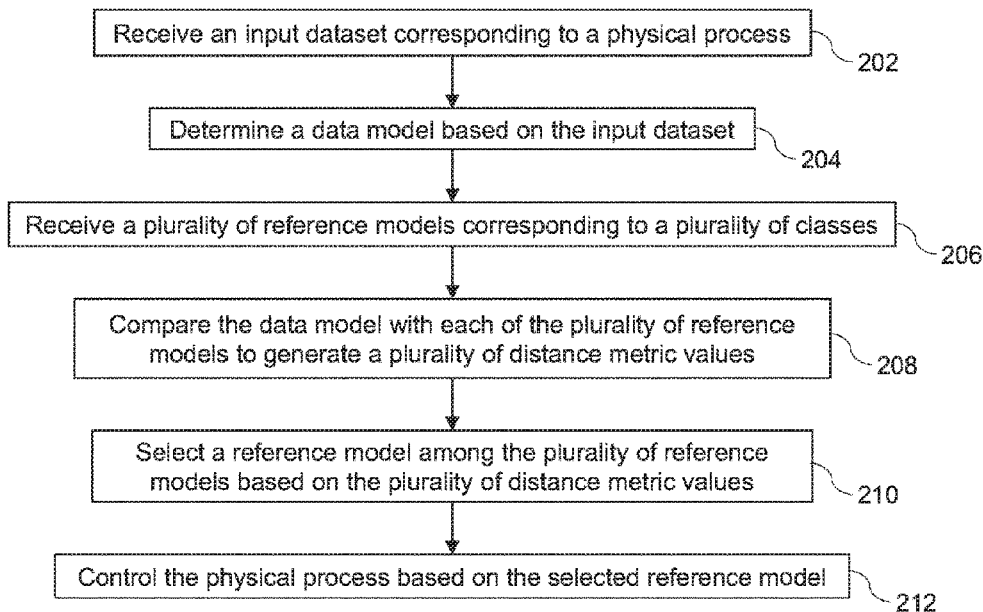 Receive an input dataset corresponding to a physical process
202
Determine a data model based on the input dataset
204
Receive a plurality of reference models corresponding to a plurality of classes
206
Compare the data model with each of the plurality of reference
models to generate a plurality of distance metric values
208
Select a reference model among the plurality of reference
models based on the plurality of distance metric values
210
Control the physical process based on the selected reference model
212